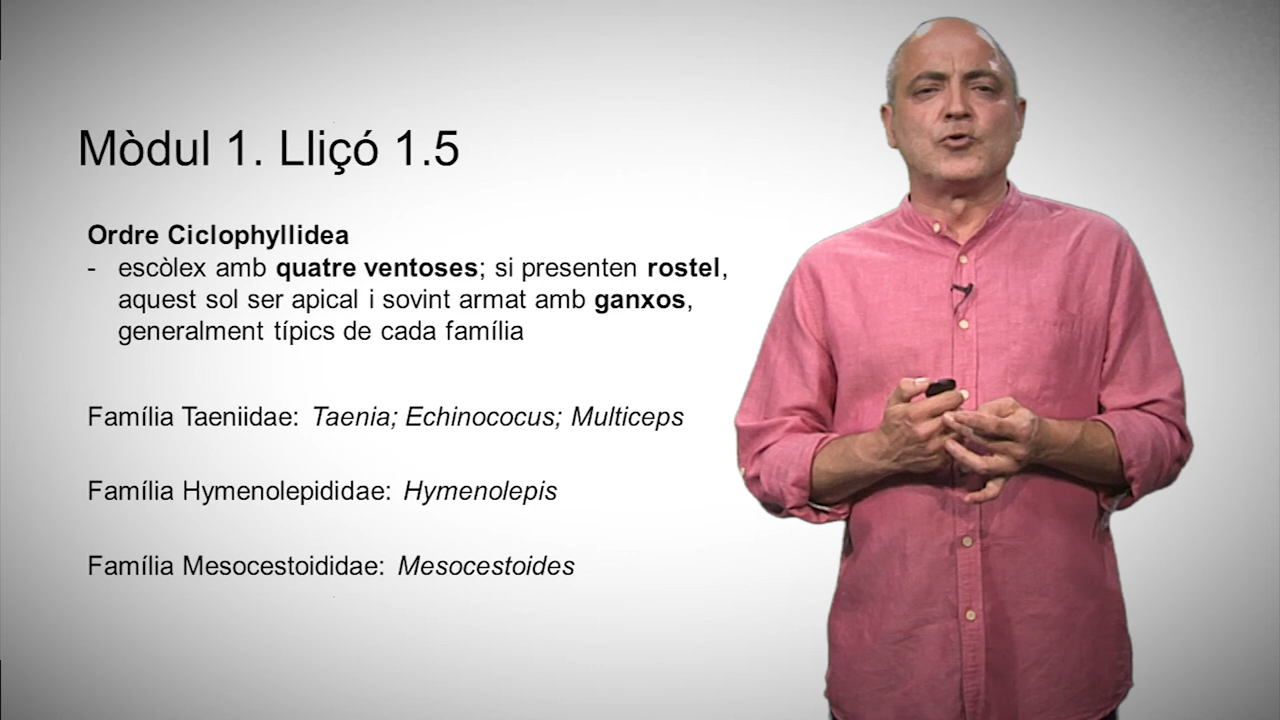 Mòdul 1. Lliçó 1.5
Ordre Ciclophyllidea
- escòlex amb quatre ventoses; si presenten rostel,
aquest sol ser apical i sovint armat amb ganxos,
generalment típics de cada família
Família Taeniidae: Taenia; Echinococus; Multiceps
Família Hymenolepididae: Hymenolepis
Família Mesocestoididae: Mesocestoides